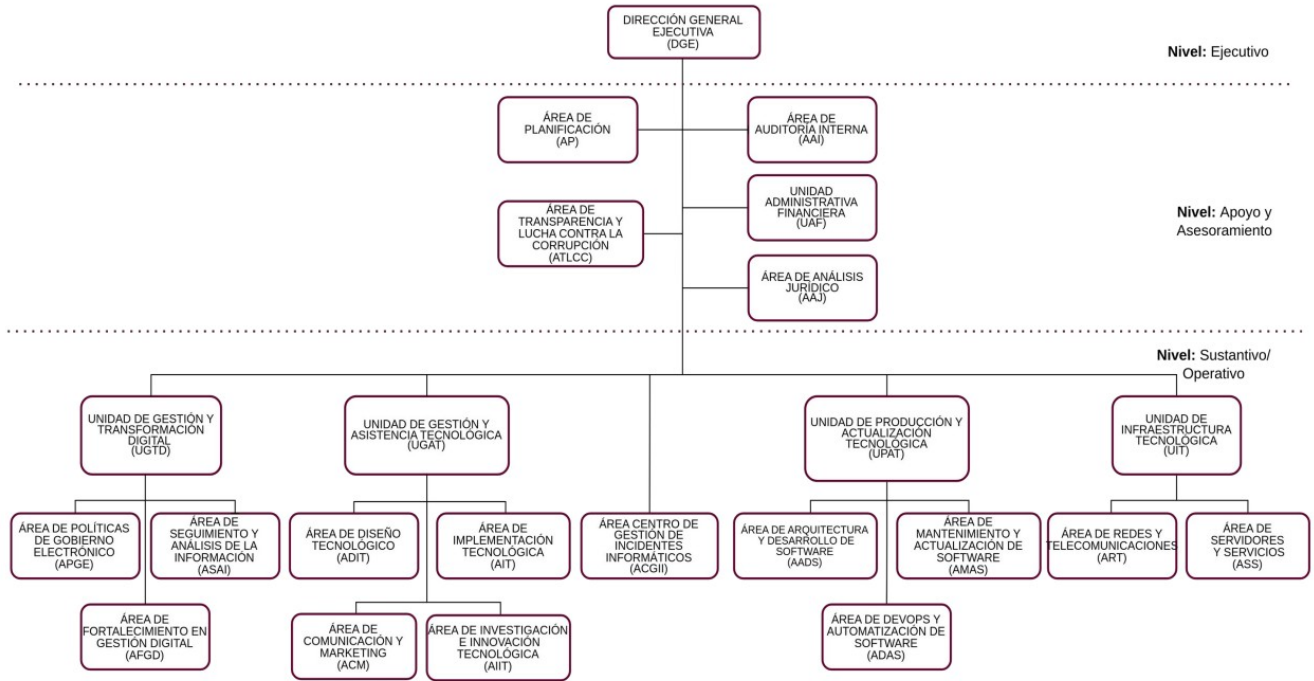 DIRECCIÓN GENERAL
EJECUTIVA
(DGE)
Nivel: Ejecutivo
ÁREA DE
PLANIFICACIÓN
(AP)
ÁREA DE
AUDITORÍA INTERNA
(AAI)
UNIDAD
ADMINISTRATIVA
FINANCIERA
(UAF)
ÁREA DE
TRANSPARENCIA Y
LUCHA CONTRA LA
CORRUPCIÓN
(ATLCC)
Nivel: Apoyo y
Asesoramiento
ÁREA DE ANÁLISIS
JURÍDICO
(AAJ)
Nivel: Sustantivo/
Operativo
UNIDAD DE GESTIÓN Y
TRANSFORMACIÓN
DIGITAL
(UGTD)
UNIDAD DE GESTIÓN Y
ASISTENCIA TECNOLÓGICA
(UGAT)
UNIDAD DE PRODUCCIÓN Y
ACTUALIZACIÓN
TECNOLÓGICA
(UPAT)
UNIDAD DE
INFRAESTRUCTURA
TECNOLÓGICA
(UIT)
ÁREA DE POLÍTICAS
DE GOBIERNO
ELECTRÓNICO
(APGE)
ÁREA DE
SEGUIMIENTO Y
ANÁLISIS DE LA
INFORMACIÓN
(ASAI)
ÁREA DE DISEÑO
TECNOLÓGICO
(ADIT)
ÁREA DE
IMPLEMENTACIÓN
TECNOLÓGICA
(AIT)
ÁREA CENTRO DE
GESTIÓN DE
INCIDENTES
INFORMÁTICOS
(ACGII)
ÁREA DE ARQUITECTURA
Y DESARROLLO DE
SOFTWARE
(AADS)
ÁREA DE
MANTENIMIENTO Y
ACTUALIZACIÓN DE
SOFTWARE
(AMAS)
ÁREA DE REDES Y
TELECOMUNICACIONES
(ART)
ÁREA DE
SERVIDORES
Y SERVICIOS
(ASS)
ÁREA DE
FORTALECIMIENTO EN
GESTIÓN DIGITAL
(AFGD)
ÁREA DE
COMUNICACIÓN Y
MARKETING
(ACM)
ÁREA DE INVESTIGACIÓN
E INNOVACIÓN
TECNOLÓGICA
(AIIT)
ÁREA DE DEVOPS Y
AUTOMATIZACIÓN DE
SOFTWARE
(ADAS)